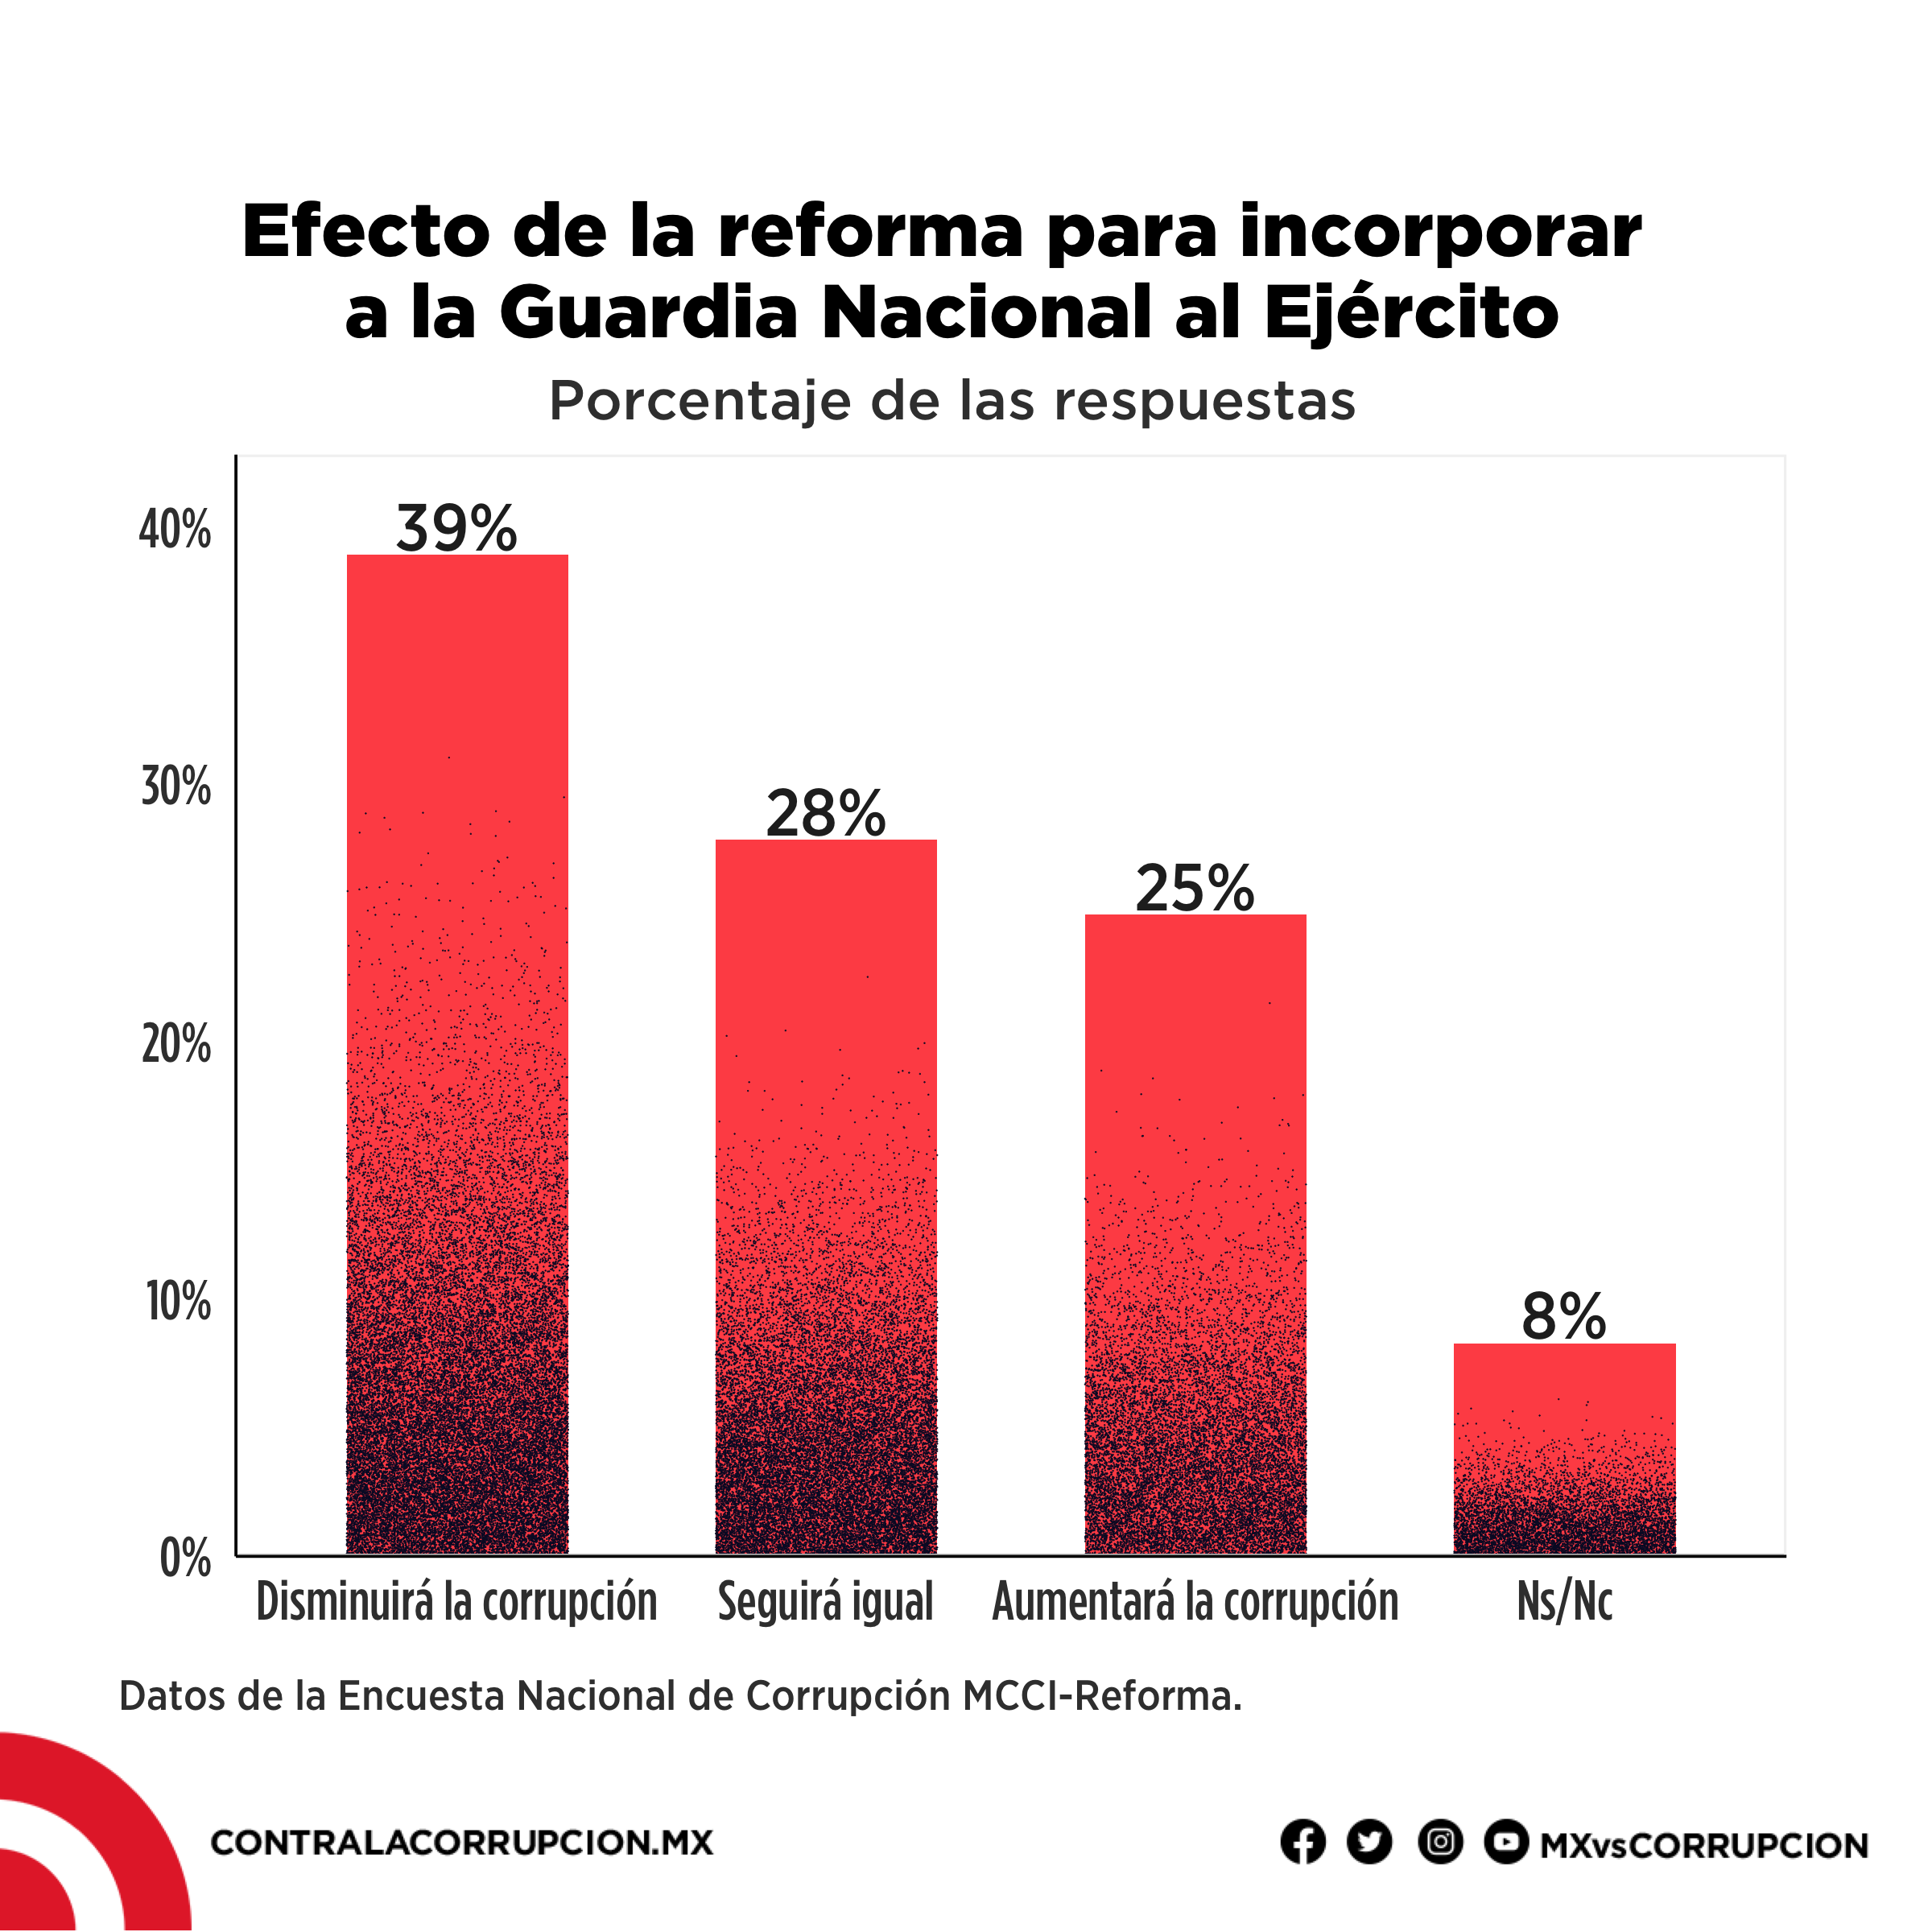 Efecto de la reforma para incorporar
a la Guardia Nacional al Ejército
Porcentaje de las respuestas
40%
30%
20%
10%
0%
39%
28%
25%
8%
Disminuirá la corrupción
Seguirá igual
Aumentará la corrupción
Ns/Nc
Datos de la Encuesta Nacional de Corrupción MCCI-Reforma.
CONTRALACORRUPCION.MX
MXvsCORRUPCION